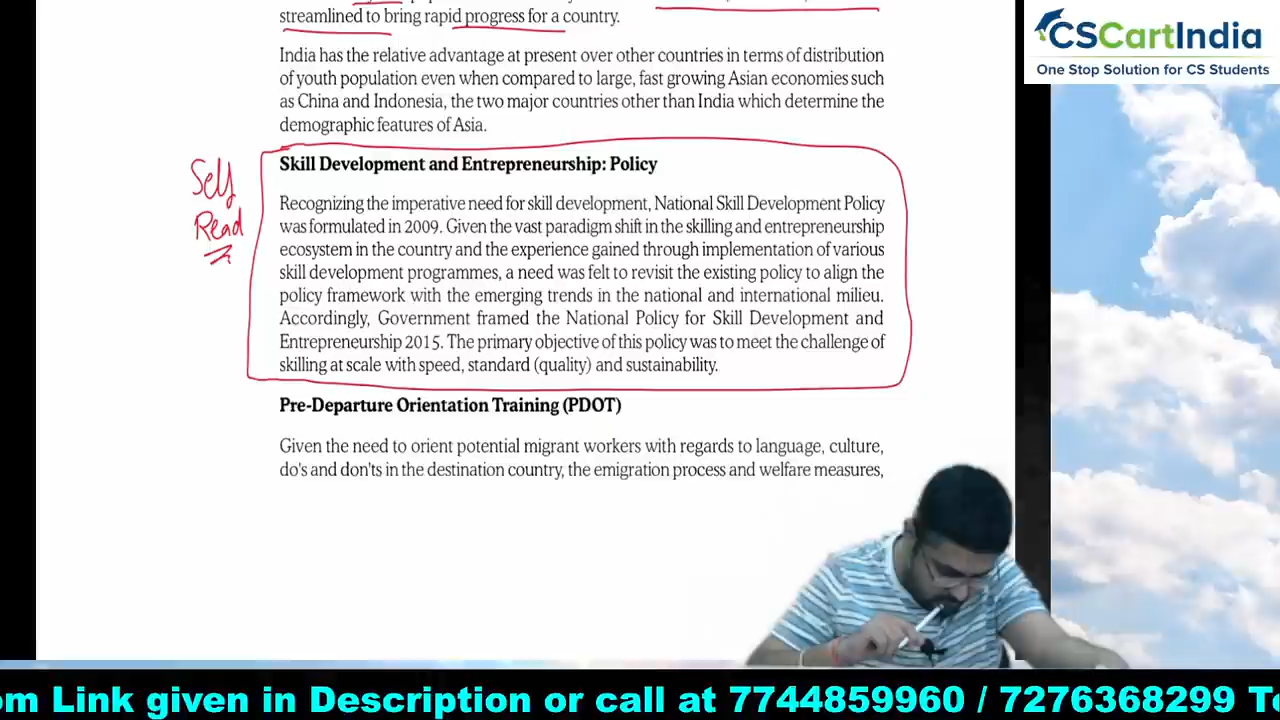 streamlined to bring rapid progress for a country.
India has the relative advantage at present over other countries in terms of distribution
of youth population even when compared to large, fast growing Asian economies such
as China and Indonesia, the two major countries other than India which determine the
demographic features of Asia.
Skill Development and Entrepreneurship: Policy
Self
Read
Recognizing the imperative need for skill development, National Skill Development Policy
was formulated in 2009. Given the vast paradigm shift in the skilling and entrepreneurship
ecosystem in the country and the experience gained through implementation of various
skill development programmes, a need was felt to revisit the existing policy to align the
policy framework with the emerging trends in the national and international milieu.
Accordingly, Government framed the National Policy for Skill Development and
Entrepreneurship 2015. The primary objective of this policy was to meet the challenge of
skilling at scale with speed, standard (quality) and sustainability.
Pre-Departure Orientation Training (PDOT)
Given the need to orient potential migrant workers with regards to language, culture,
do's and don'ts in the destination country, the emigration process and welfare measures,
CSCartIndia
One Stop Solution for CS Students
om Link given in Description or call at 7744859960 / 7276368299 To